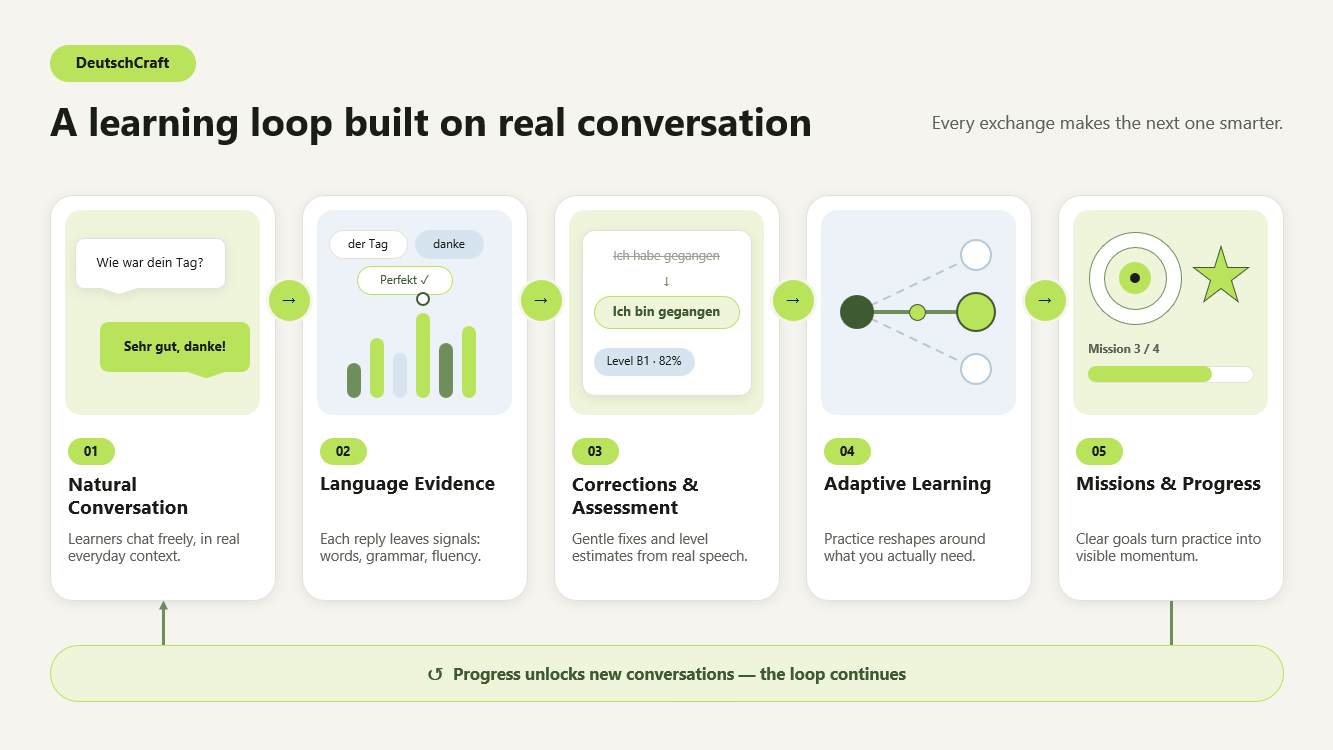 DeutschCraft
A learning loop built on real conversation
Every exchange makes the next one smarter.
Wie war dein Tag?
Sehr gut, danke!
01
Natural
Conversation
Learners chat freely, in real
everyday context.
→
der Tag
danke
Perfekt ✓
02
Language Evidence
Each reply leaves signals:
words, grammar, fluency.
→
Ich habe gegangen
↓
Ich bin gegangen
Level B1 · 82%
03
Corrections &
Assessment
Gentle fixes and level
estimates from real speech.
→
04
Adaptive Learning
Practice reshapes around
what you actually need.
→
Mission 3 / 4
05
Missions & Progress
Clear goals turn practice into
visible momentum.
↺ Progress unlocks new conversations — the loop continues